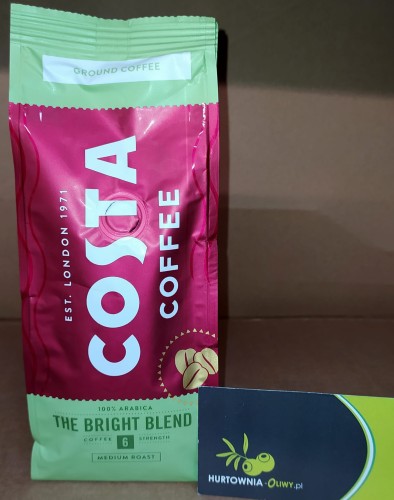 GROUND COFFEE
EST. LONDON 1971
COSTA
COFFEE
100% ARABICA
THE BRIGHT BLEND
COFFEE 6 STRENGTH
MEDIUM ROAST
HURTOWNIA-OLIWY.pl